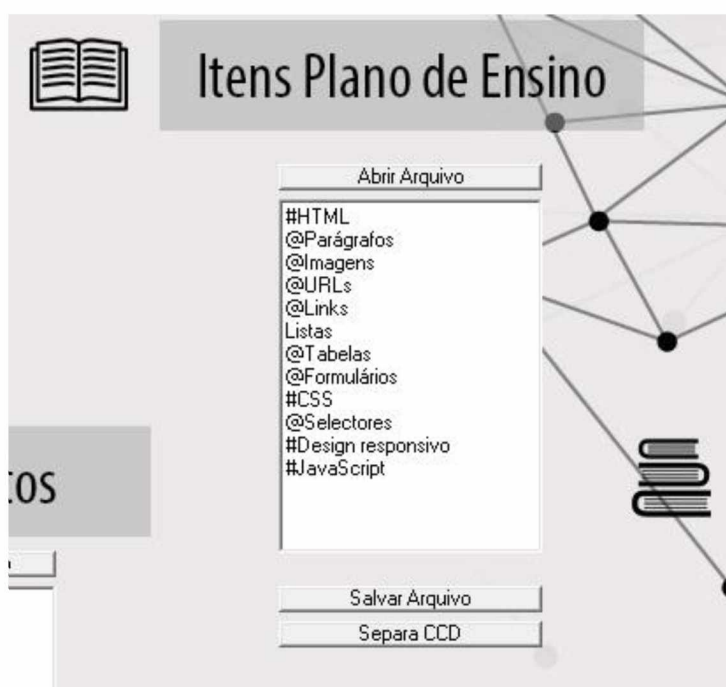 Itens Plano de Ensino
Abrir Arquivo
#HTML
@Parágrafos
@Imagens
@URLs
@Links
Listas
@Tabelas
@Formulários
#CSS
@Selectores
#Design responsivo
#JavaScript
Salvar Arquivo
Separa CCD